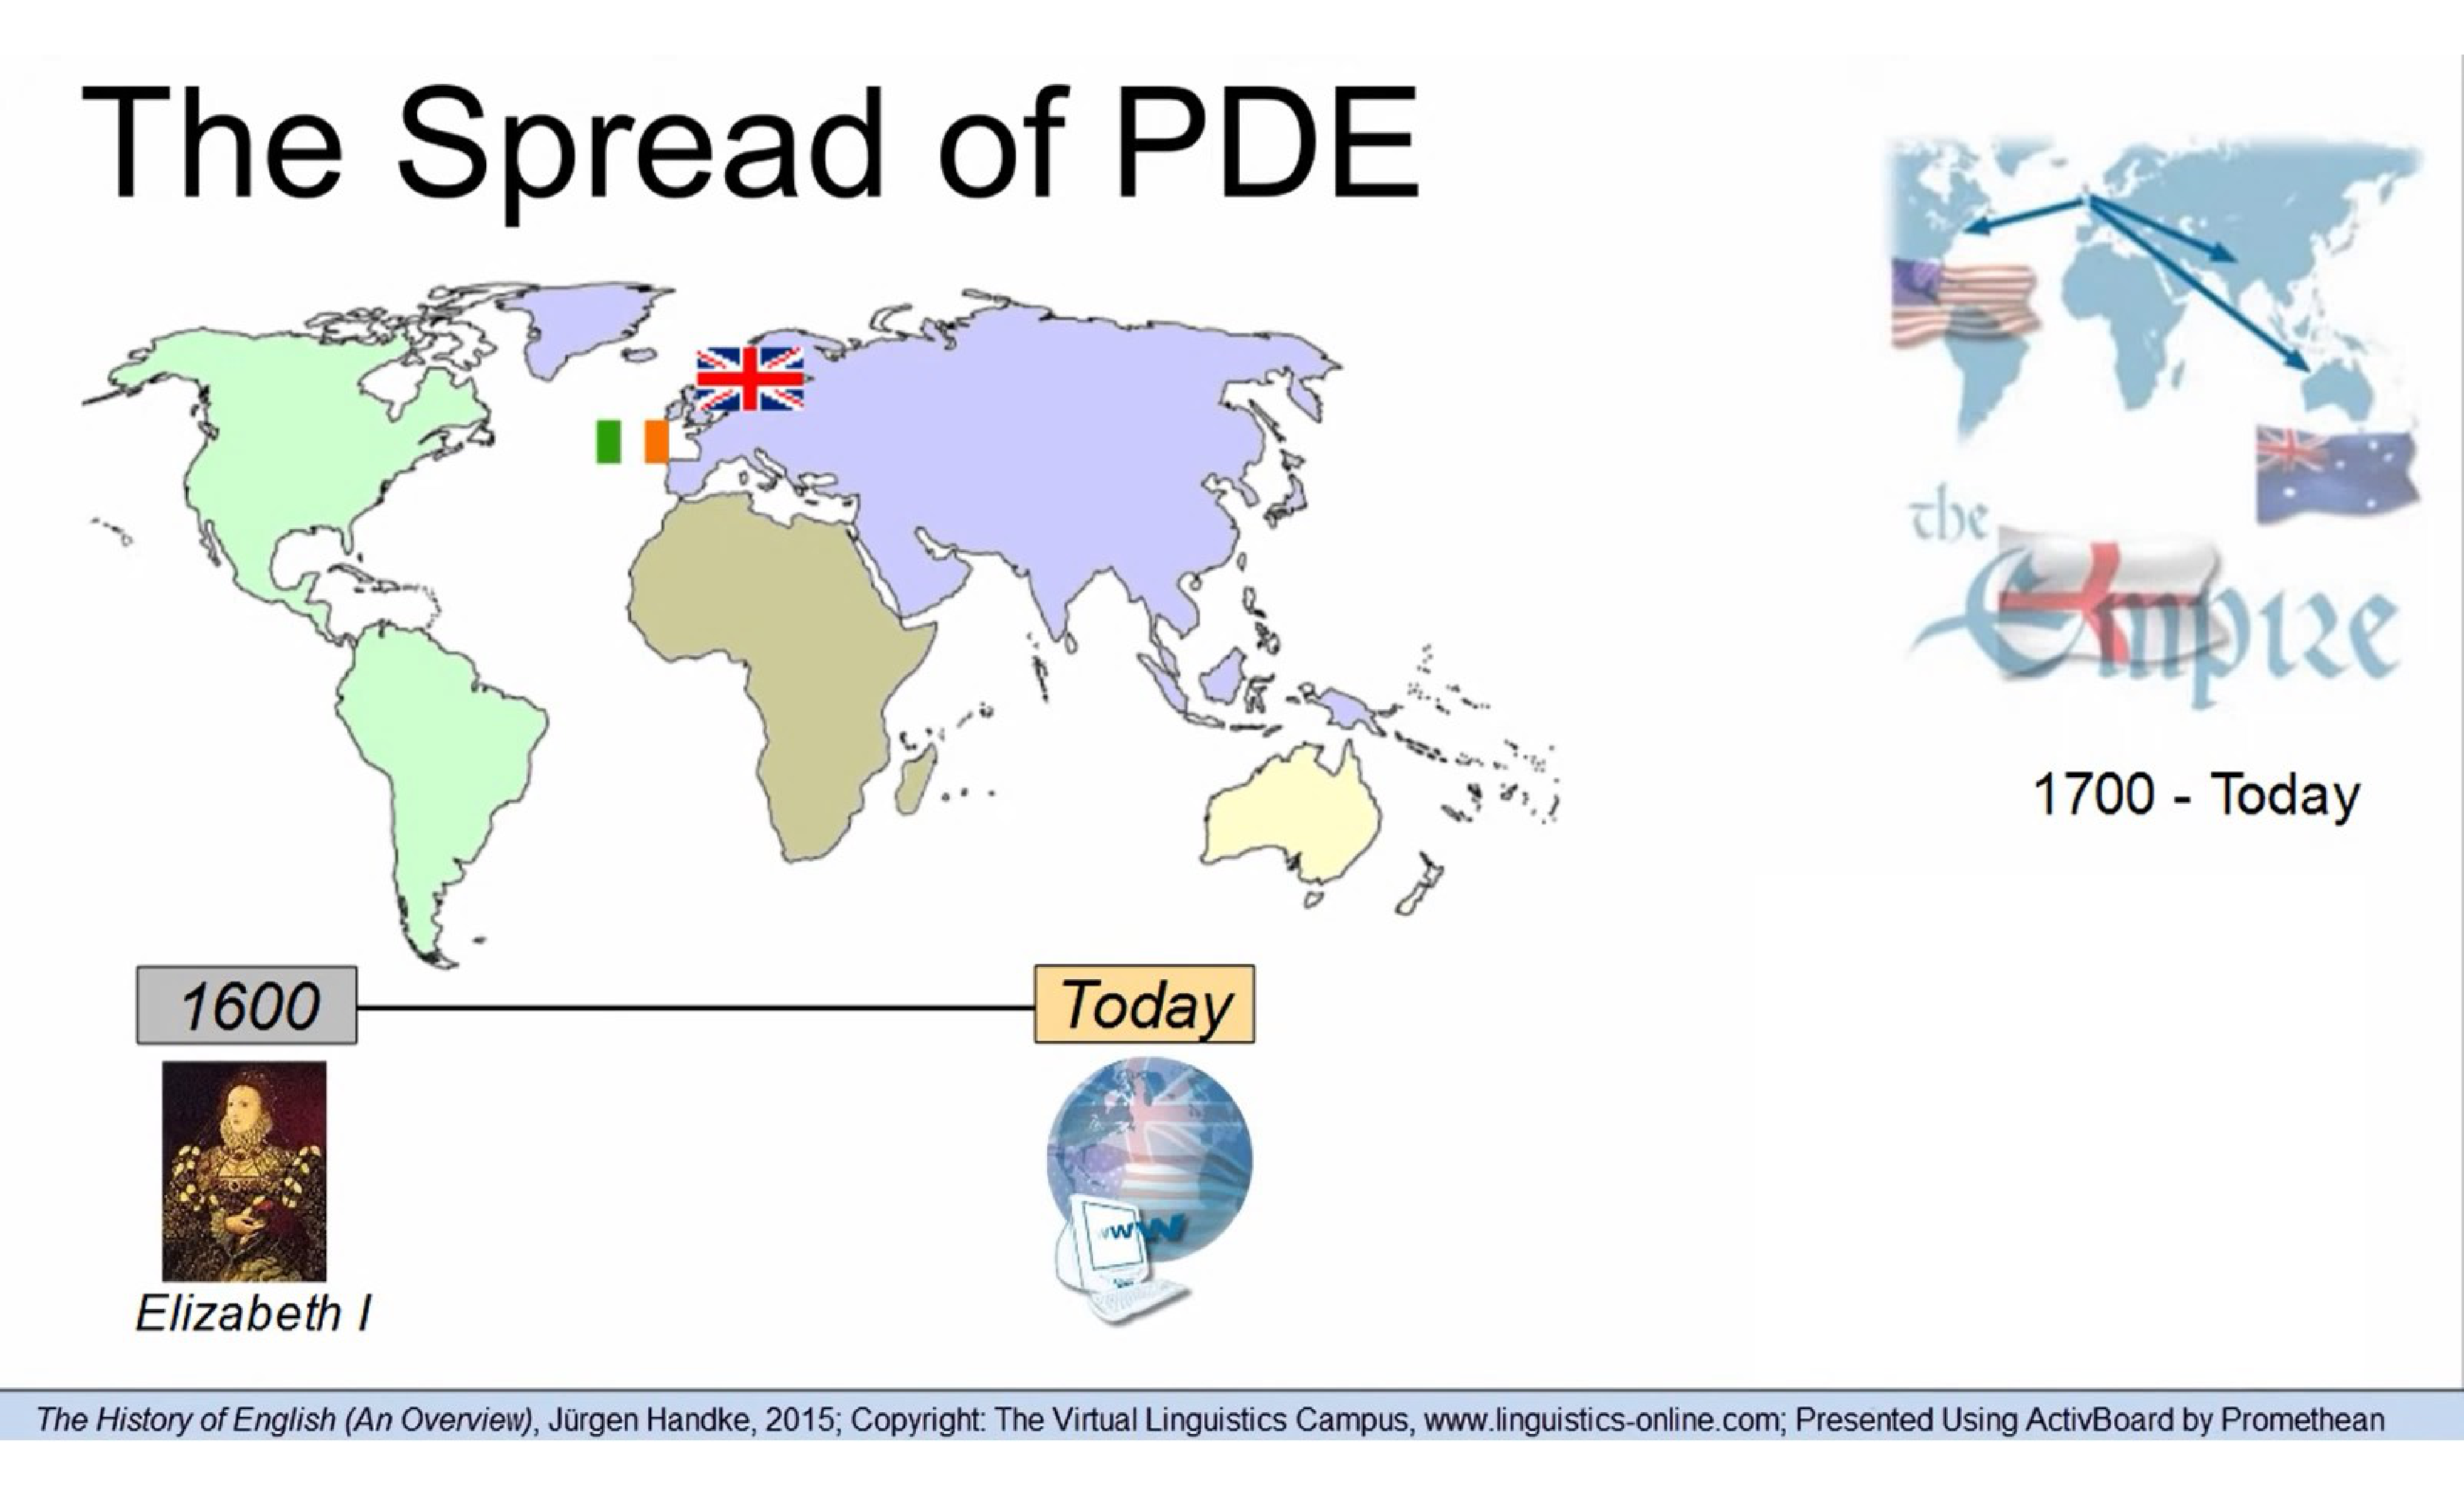 The Spread of PDE
the
Empire
1700 - Today
1600
Today
Elizabeth I
www
The History of English (An Overview), Jürgen Handke, 2015; Copyright: The Virtual Linguistics Campus, www.linguistics-online.com; Presented Using ActivBoard by Promethean